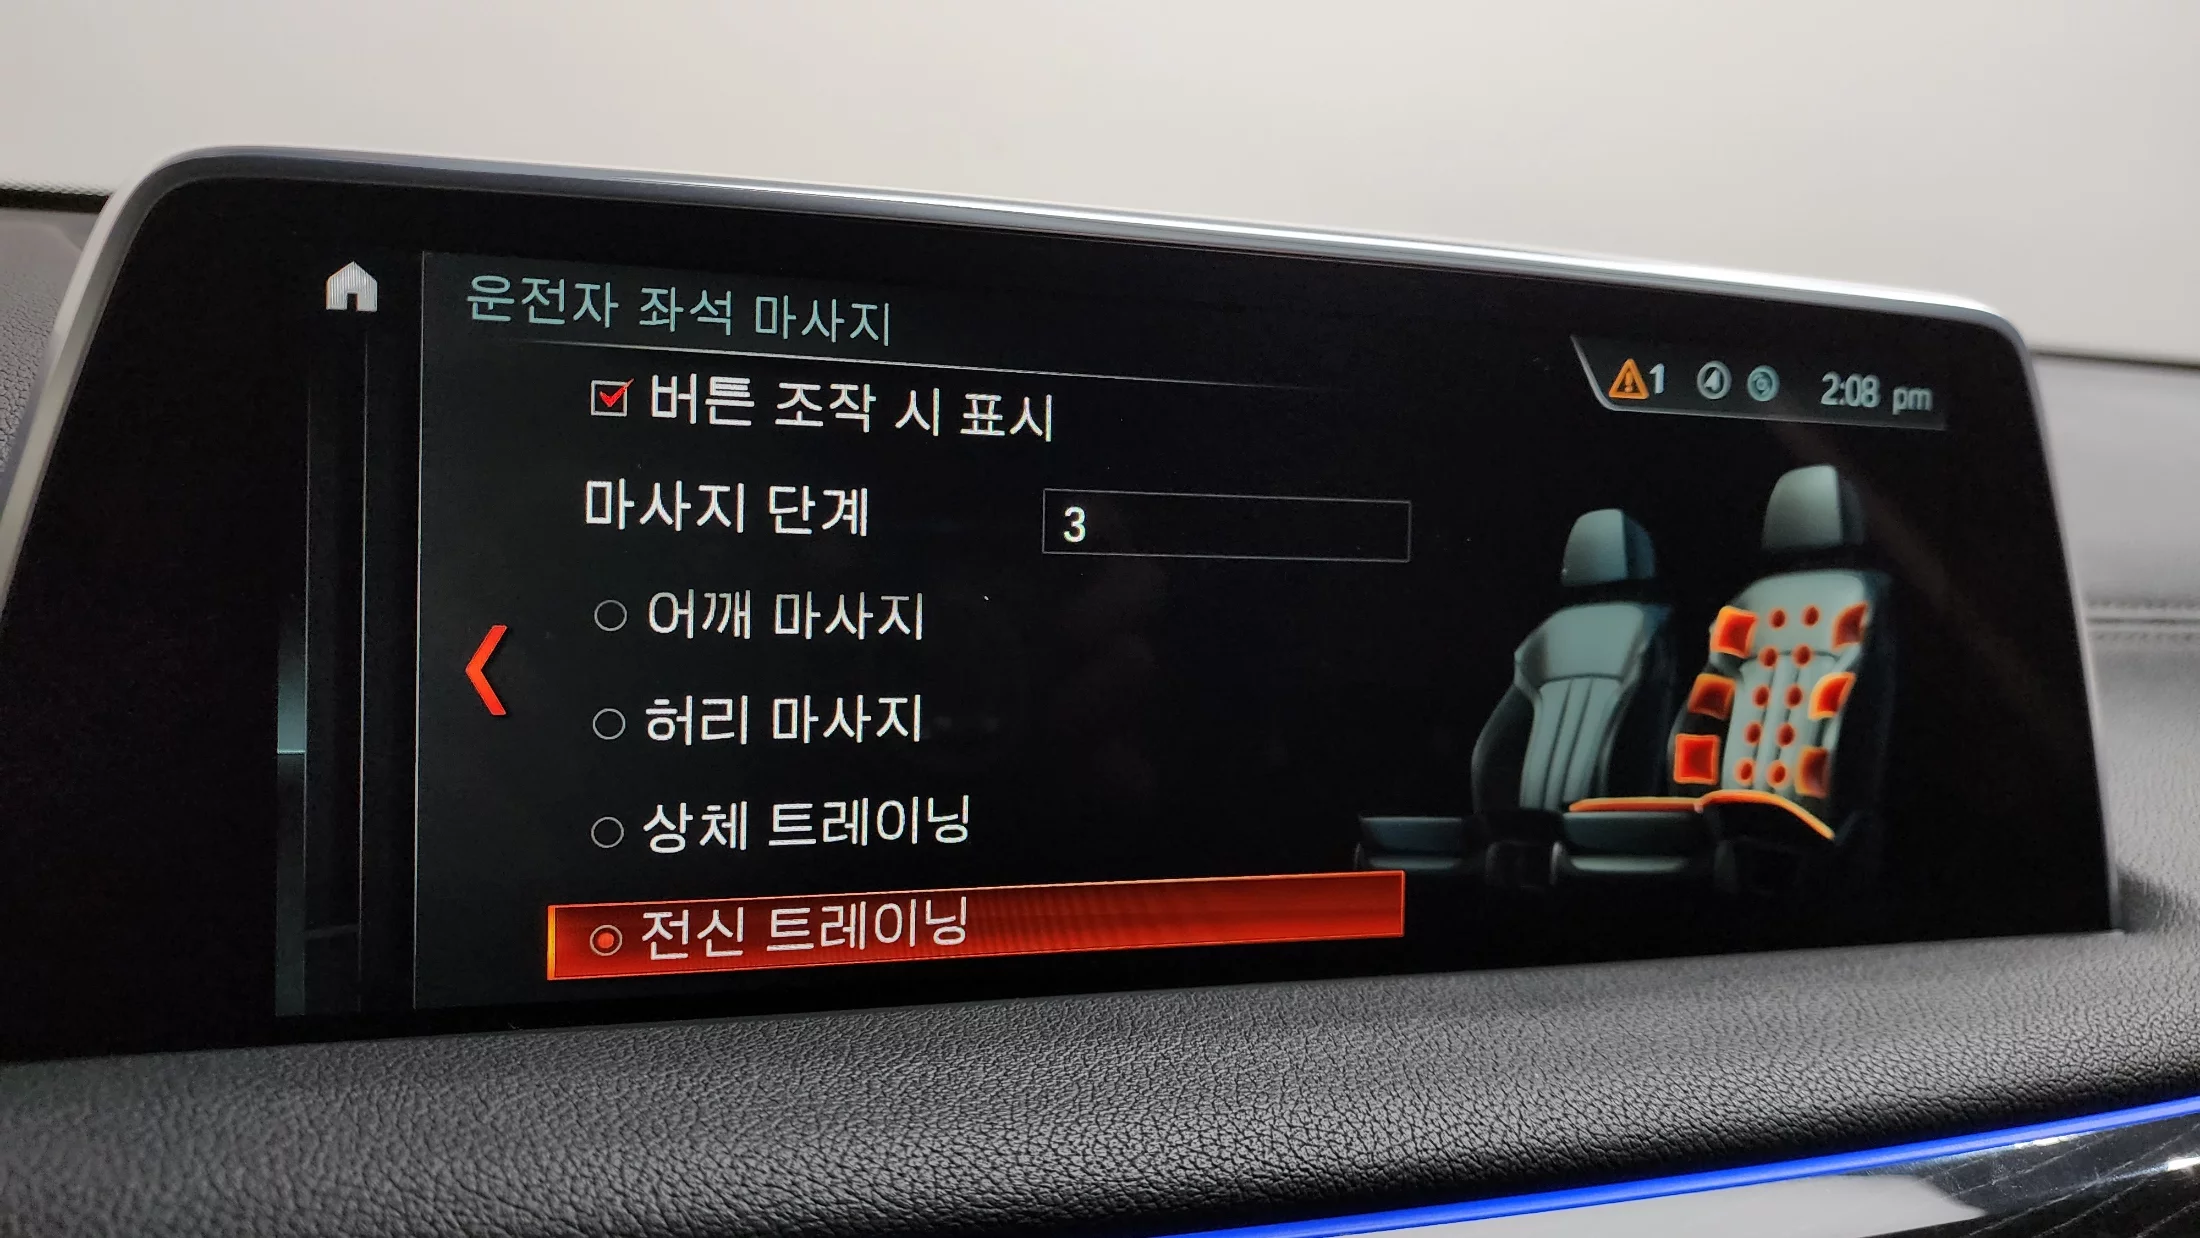 운전자 좌석 마사지
1 2:08 pm
버튼 조작 시 표시
마사지 단계 3
어깨 마사지
허리 마사지
상체 트레이닝
전신 트레이닝